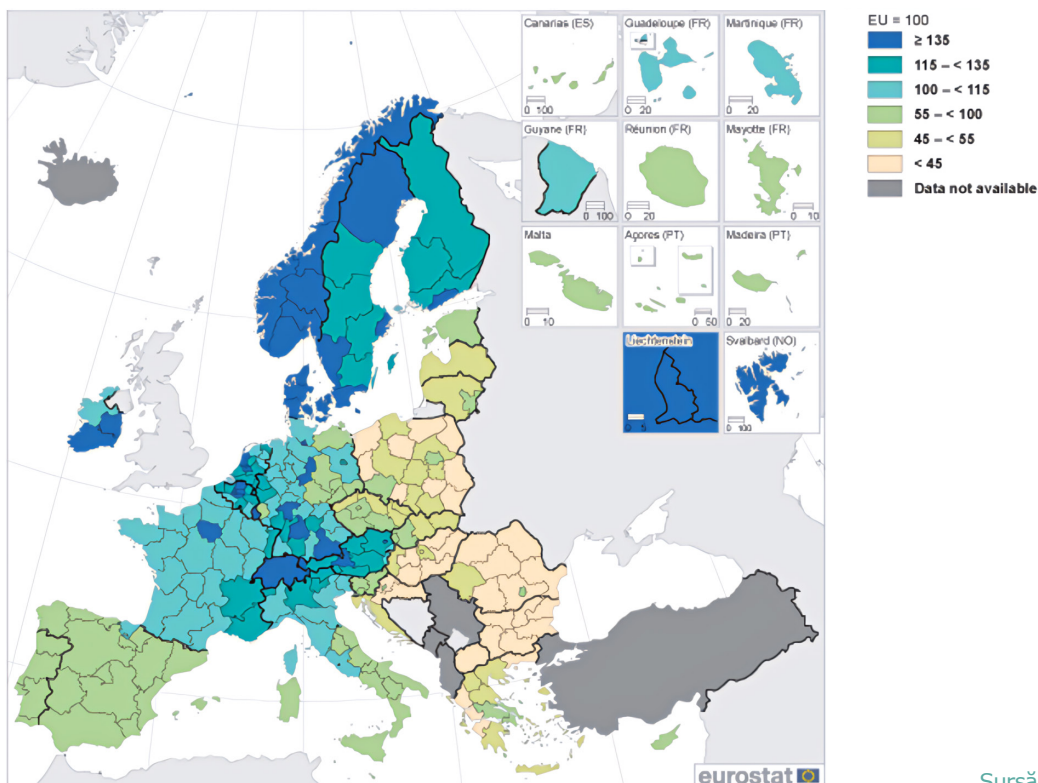 EU = 100
≥ 135
115 – < 135
100 – < 115
55 – < 100
45 – < 55
< 45
Data not available
Canarias (ES)
0 100
Guadeloupe (FR)
0 20
Martinique (FR)
0 20
Guyane (FR)
0 100
Réunion (FR)
0 20
Mayotte (FR)
0 10
Malta
0 10
Açores (PT)
0 50
Madeira (PT)
0 20
Liechtenstein
0 5
Svalbard (NO)
0 100
eurostat
Sursă